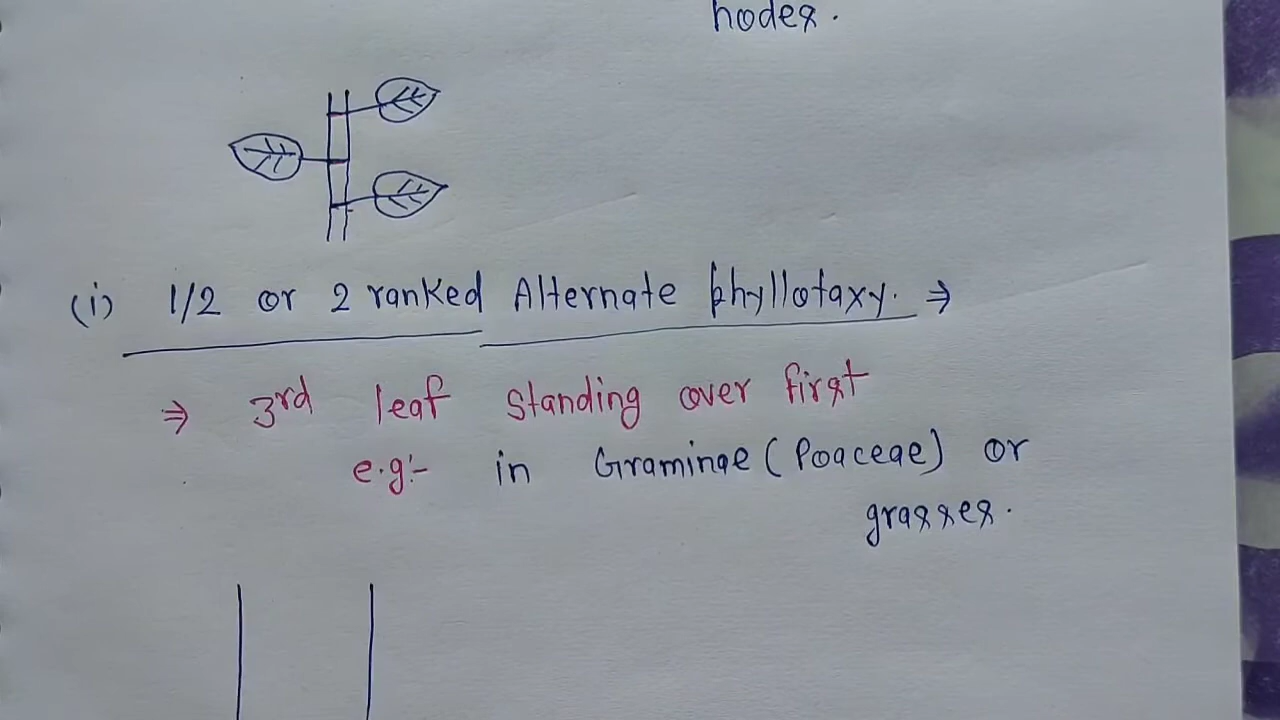 nodes.
(i) 1/2 or 2 ranked Alternate phyllotaxy. ⇒
⇒ 3rd leaf standing over first
e.g:- in Graminae (Poaceae) or
grasses.